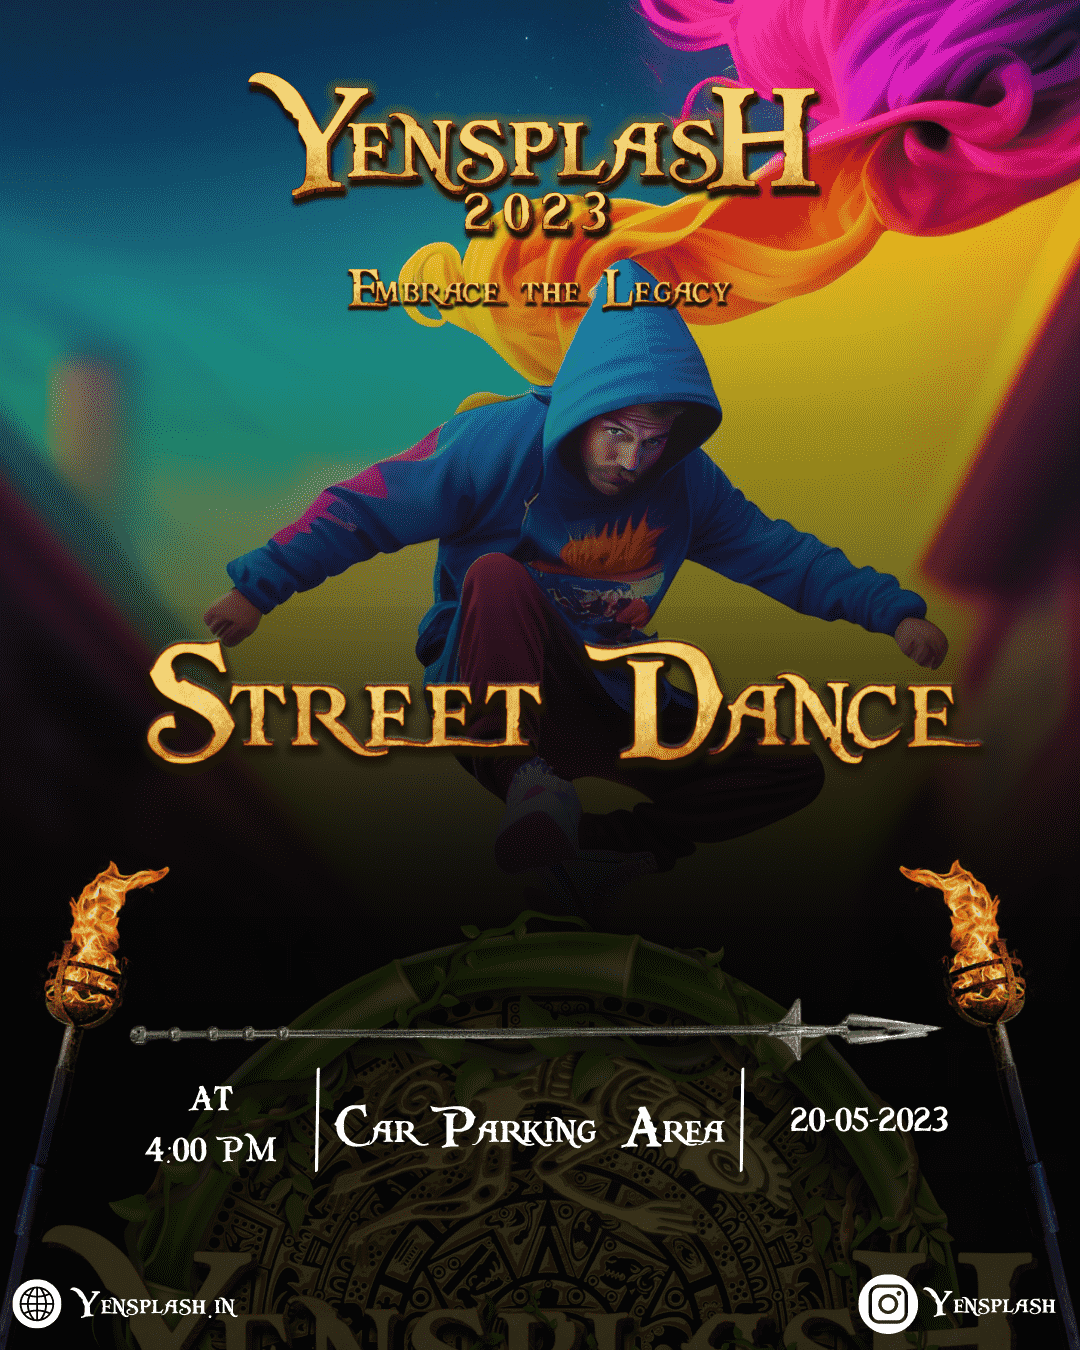 Yensplash
2023
Embrace the Legacy
Street Dance
AT
4:00 PM
Car Parking Area
20-05-2023
Yensplash
Yensplash.in
Yensplash